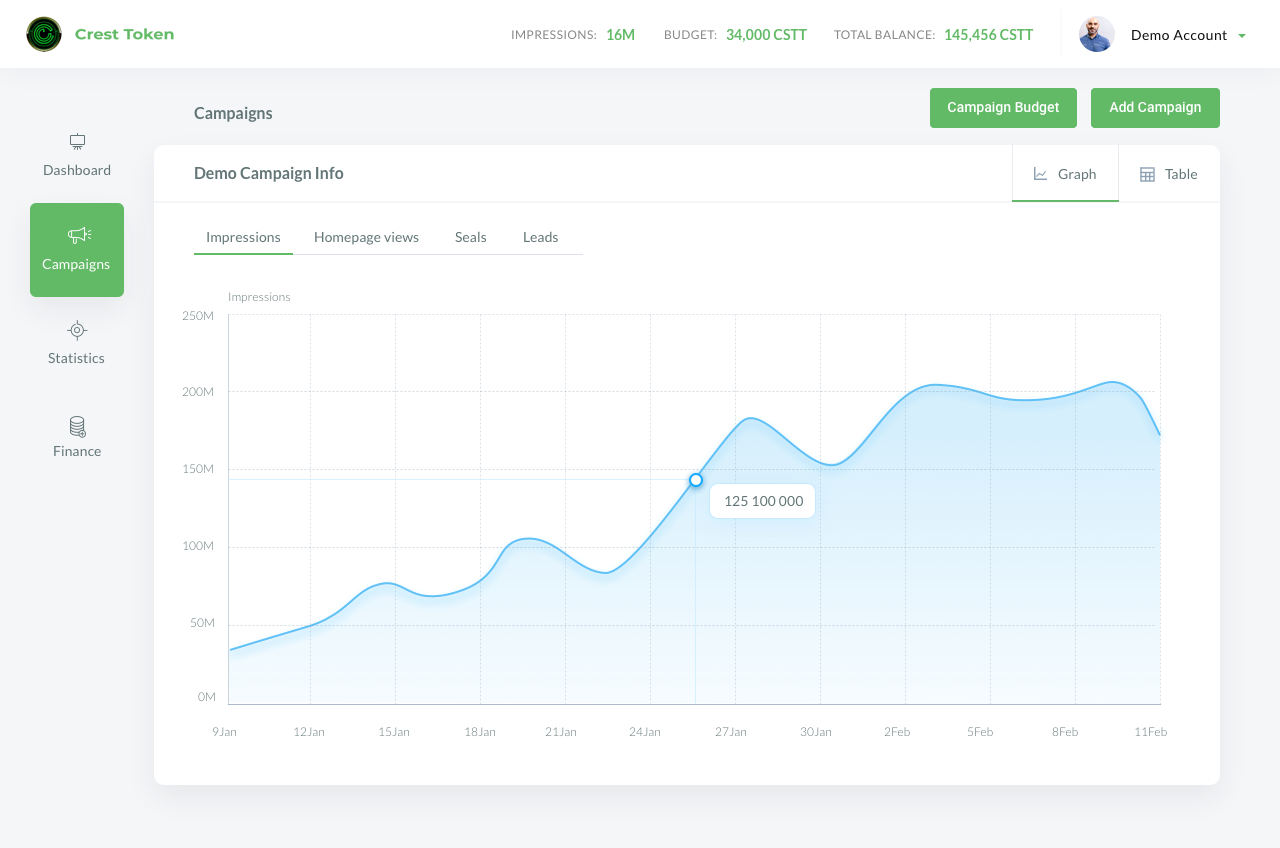 Crest Token
IMPRESSIONS: 16M
BUDGET: 34,000 CSTT
TOTAL BALANCE: 145,456 CSTT
Demo Account
Campaigns
Campaign Budget
Add Campaign
Dashboard
Campaigns
Statistics
Finance
Demo Campaign Info
Graph
Table
Impressions
Homepage views
Seals
Leads
Impressions
250M
200M
150M
100M
50M
0M
125 100 000
9Jan
12Jan
15Jan
18Jan
21Jan
24Jan
27Jan
30Jan
2Feb
5Feb
8Feb
11Feb